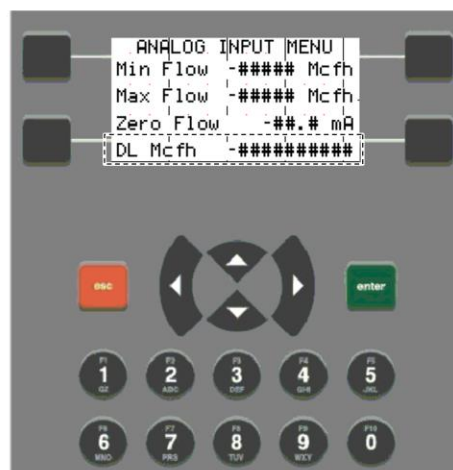 ANALOG INPUT MENU
Min Flow -##### Mcfh
Max Flow -##### Mcfh
Zero Flow -##.# mA
DL Mcfh -##########
esc
enter
F1 F2 F3 F4 F5
1 2 3 4 5
QZ ABC DEF GHI JKL
F6 F7 F8 F9 F10
6 7 8 9 0
MNO PRS TUV WXY